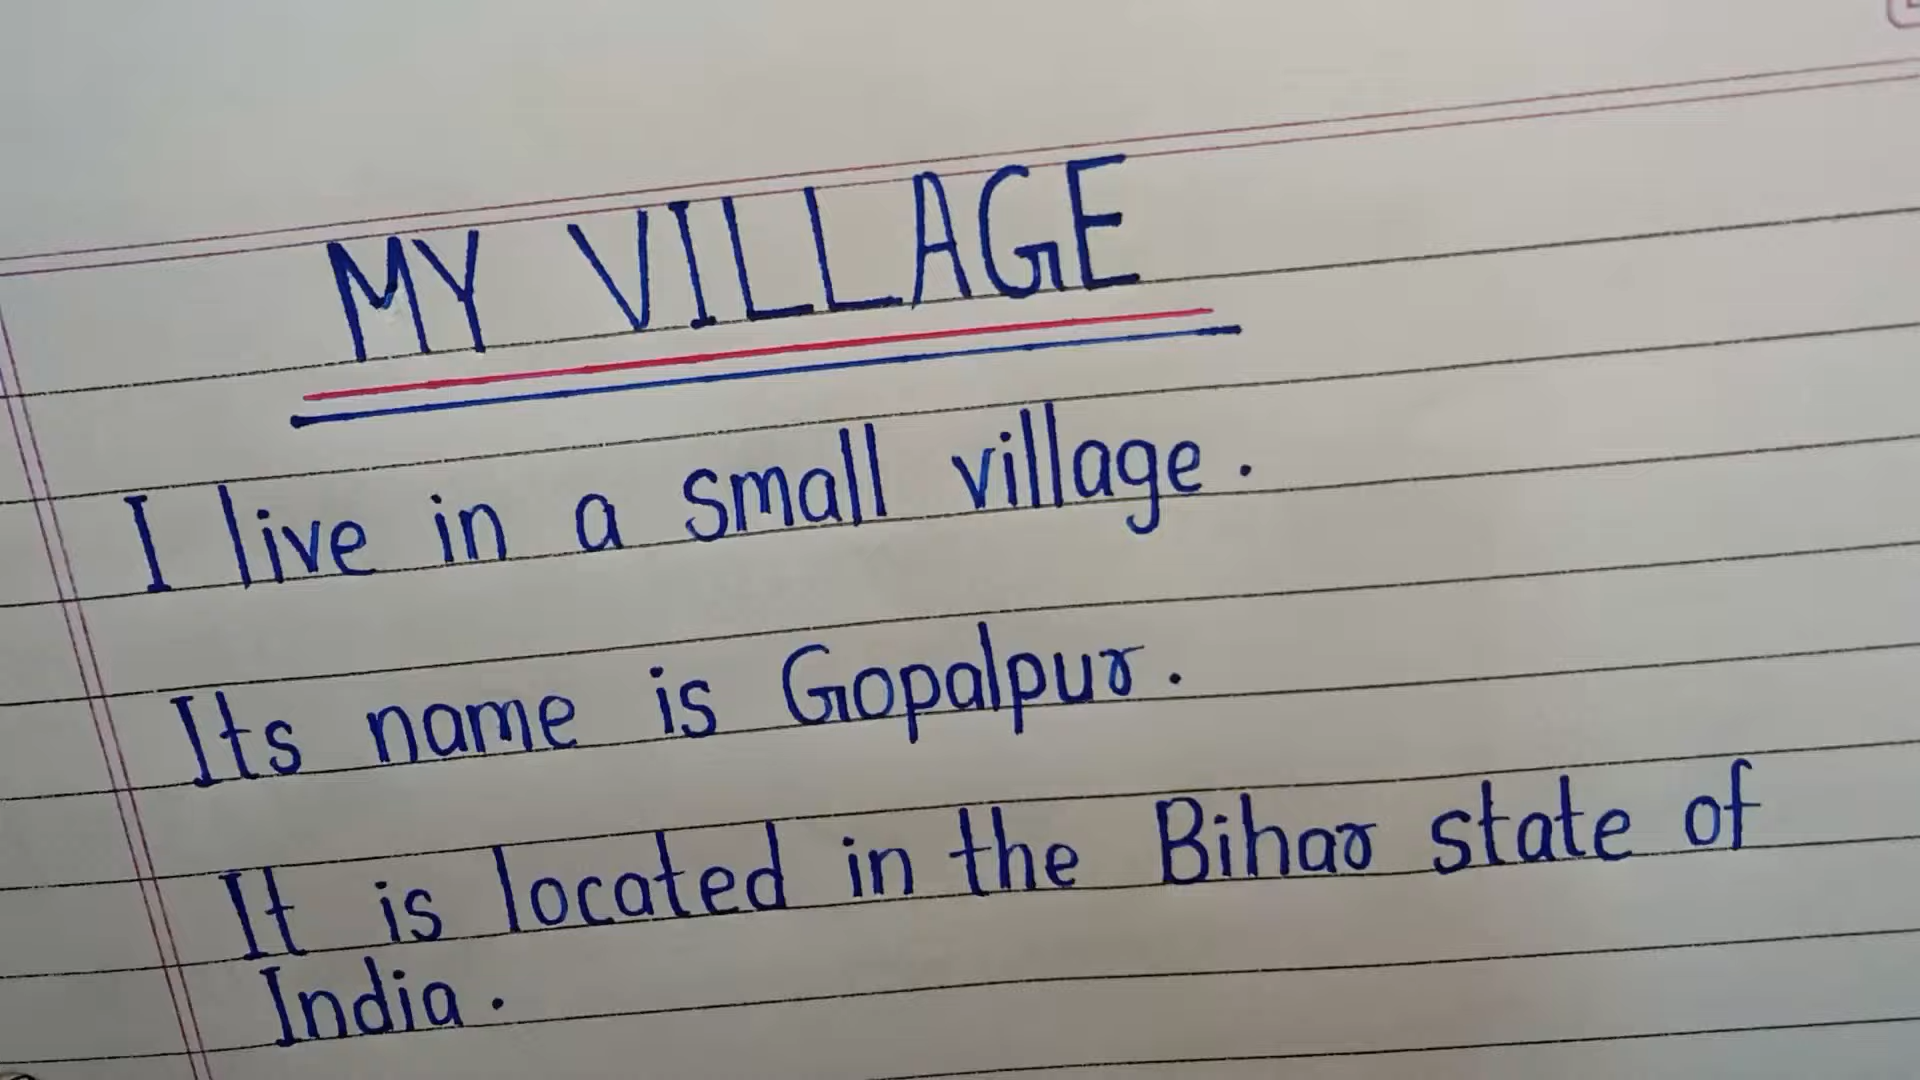 MY VILLAGE
I live in a small village.
Its name is Gopalpur.
It is located in the Bihar state of
India.